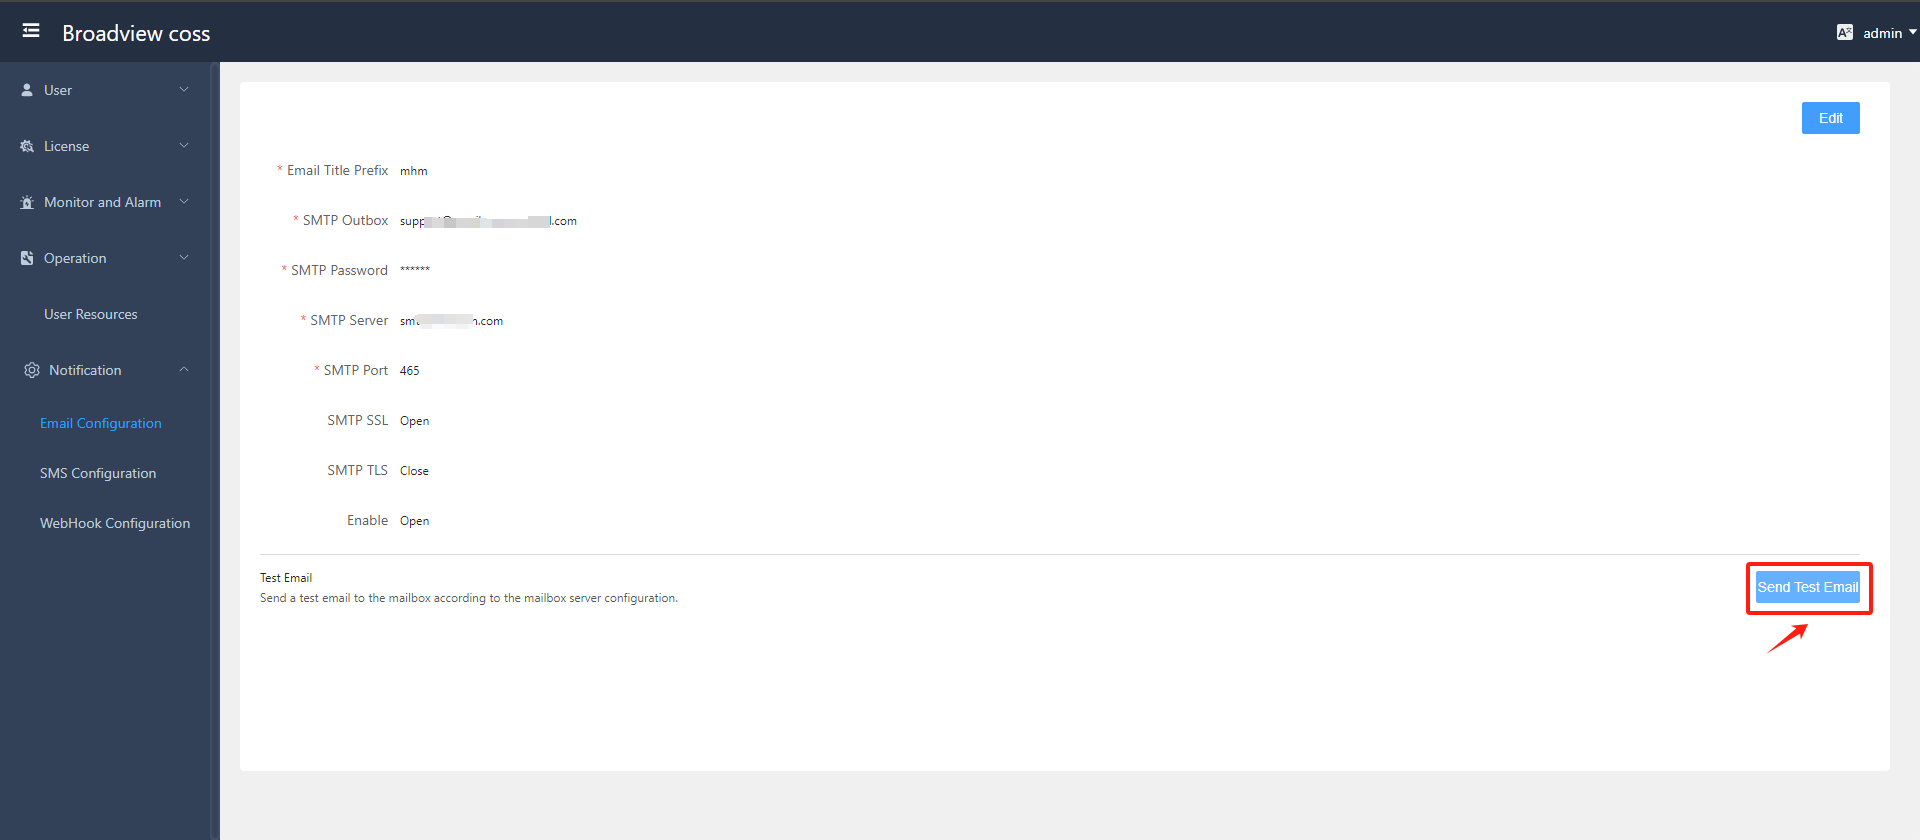 Broadview coss
admin
User
License
Monitor and Alarm
Operation
User Resources
Notification
Email Configuration
SMS Configuration
WebHook Configuration
Edit
* Email Title Prefix mhm
* SMTP Outbox supp .com
* SMTP Password ******
* SMTP Server sm .com
* SMTP Port 465
SMTP SSL Open
SMTP TLS Close
Enable Open
Test Email
Send a test email to the mailbox according to the mailbox server configuration.
Send Test Email